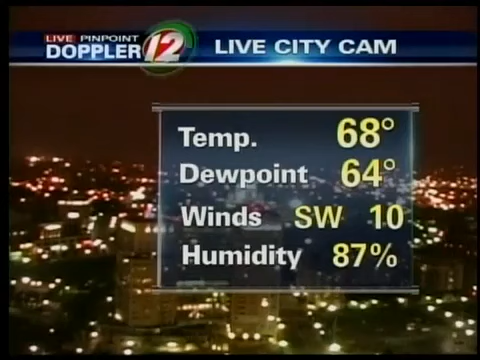 LIVE PINPOINT
DOPPLER 12
LIVE CITY CAM
Temp. 68°
Dewpoint 64°
Winds SW 10
Humidity 87%